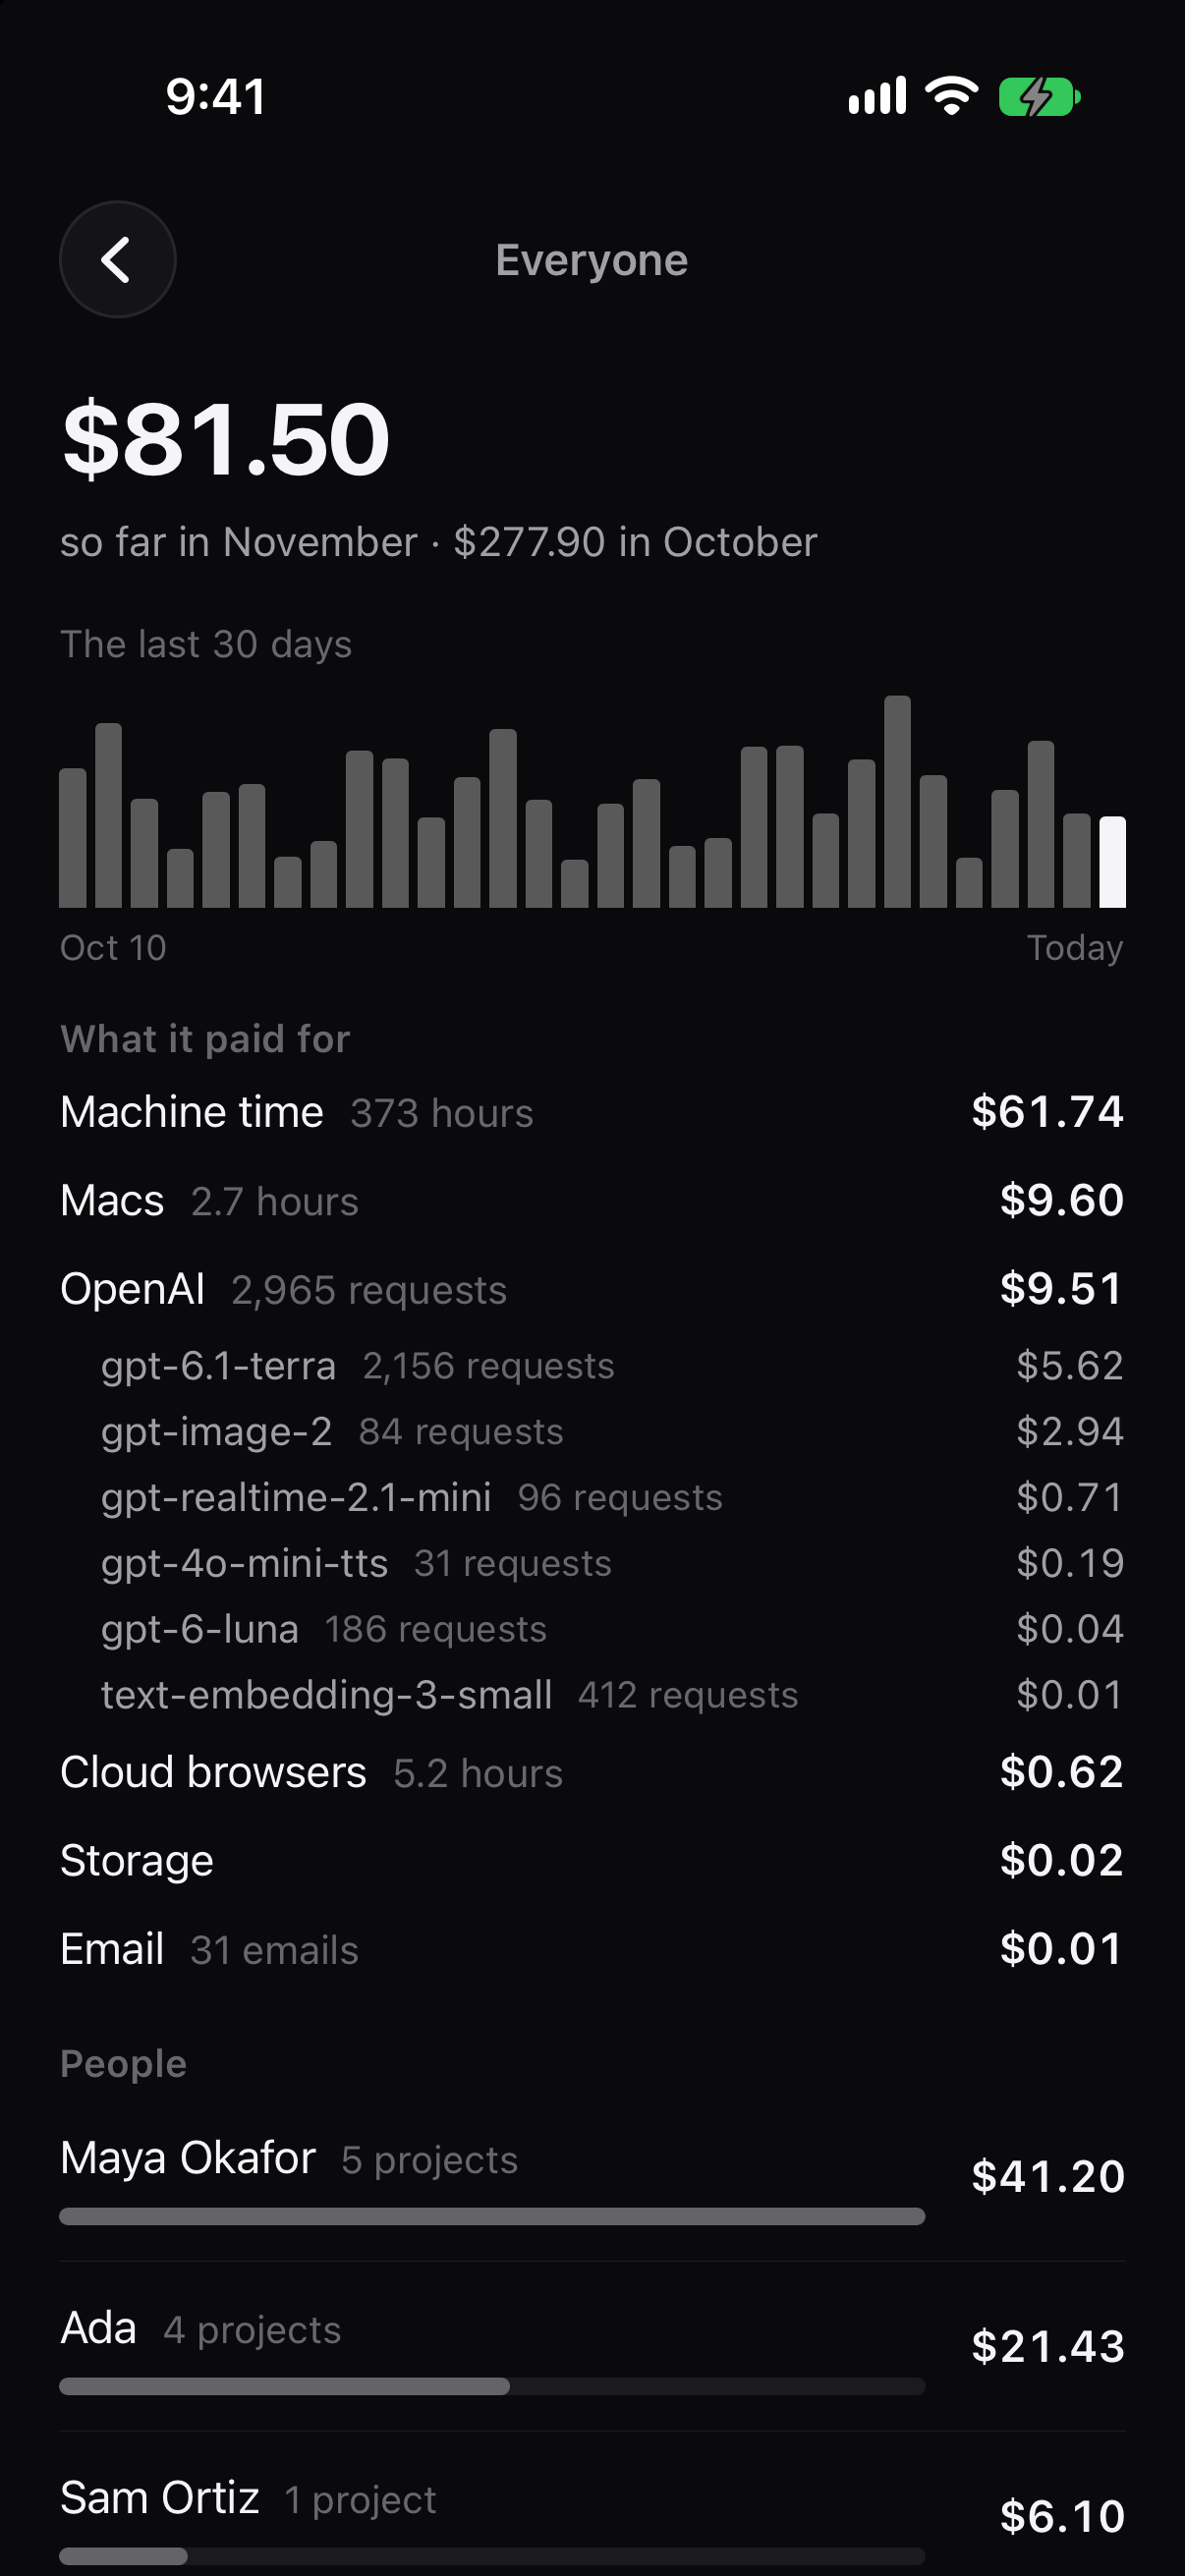 9:41
Everyone
$81.50
so far in November · $277.90 in October
The last 30 days
Oct 10 Today
What it paid for
Machine time 373 hours $61.74
Macs 2.7 hours $9.60
OpenAI 2,965 requests $9.51
gpt-6.1-terra 2,156 requests $5.62
gpt-image-2 84 requests $2.94
gpt-realtime-2.1-mini 96 requests $0.71
gpt-4o-mini-tts 31 requests $0.19
gpt-6-luna 186 requests $0.04
text-embedding-3-small 412 requests $0.01
Cloud browsers 5.2 hours $0.62
Storage $0.02
Email 31 emails $0.01
People
Maya Okafor 5 projects $41.20
Ada 4 projects $21.43
Sam Ortiz 1 project $6.10